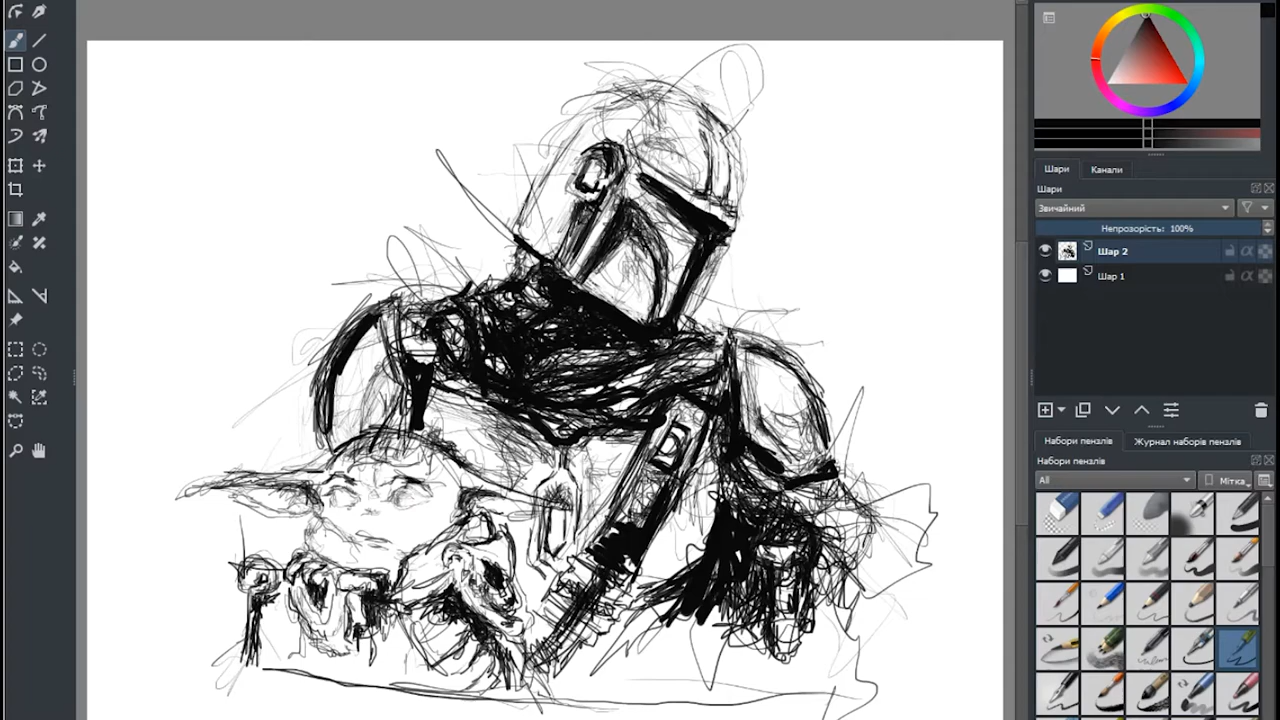 Шари Канали
Шари
Звичайний
Непрозорість: 100%
Шар 2
Шар 1
Набори пензлів Журнал наборів пензлів
Набори пензлів
All Мітка